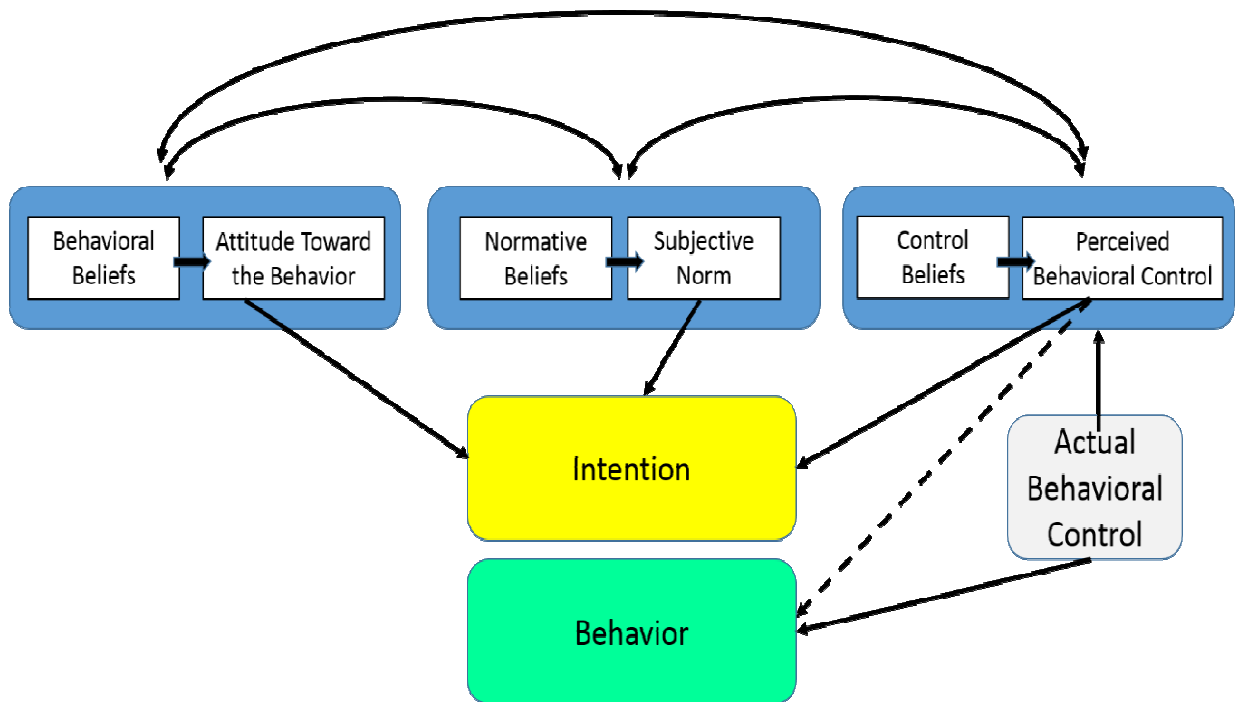 Behavioral
Beliefs
Attitude Toward
the Behavior
Normative
Beliefs
Subjective
Norm
Control
Beliefs
Perceived
Behavioral Control
Intention
Actual
Behavioral
Control
Behavior